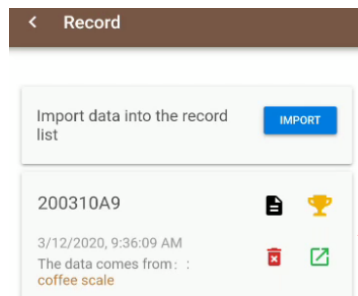 Record
Import data into the record
list
IMPORT
200310A9
3/12/2020, 9:36:09 AM
The data comes from: :
coffee scale